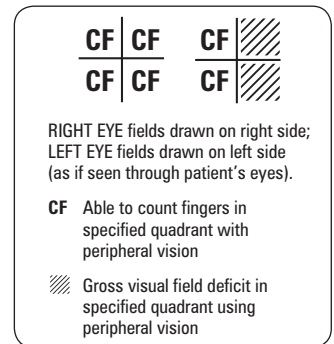 CF CF CF
CF CF CF
RIGHT EYE fields drawn on right side;
LEFT EYE fields drawn on left side
(as if seen through patient's eyes).
CF Able to count fingers in
specified quadrant with
peripheral vision
Gross visual field deficit in
specified quadrant using
peripheral vision